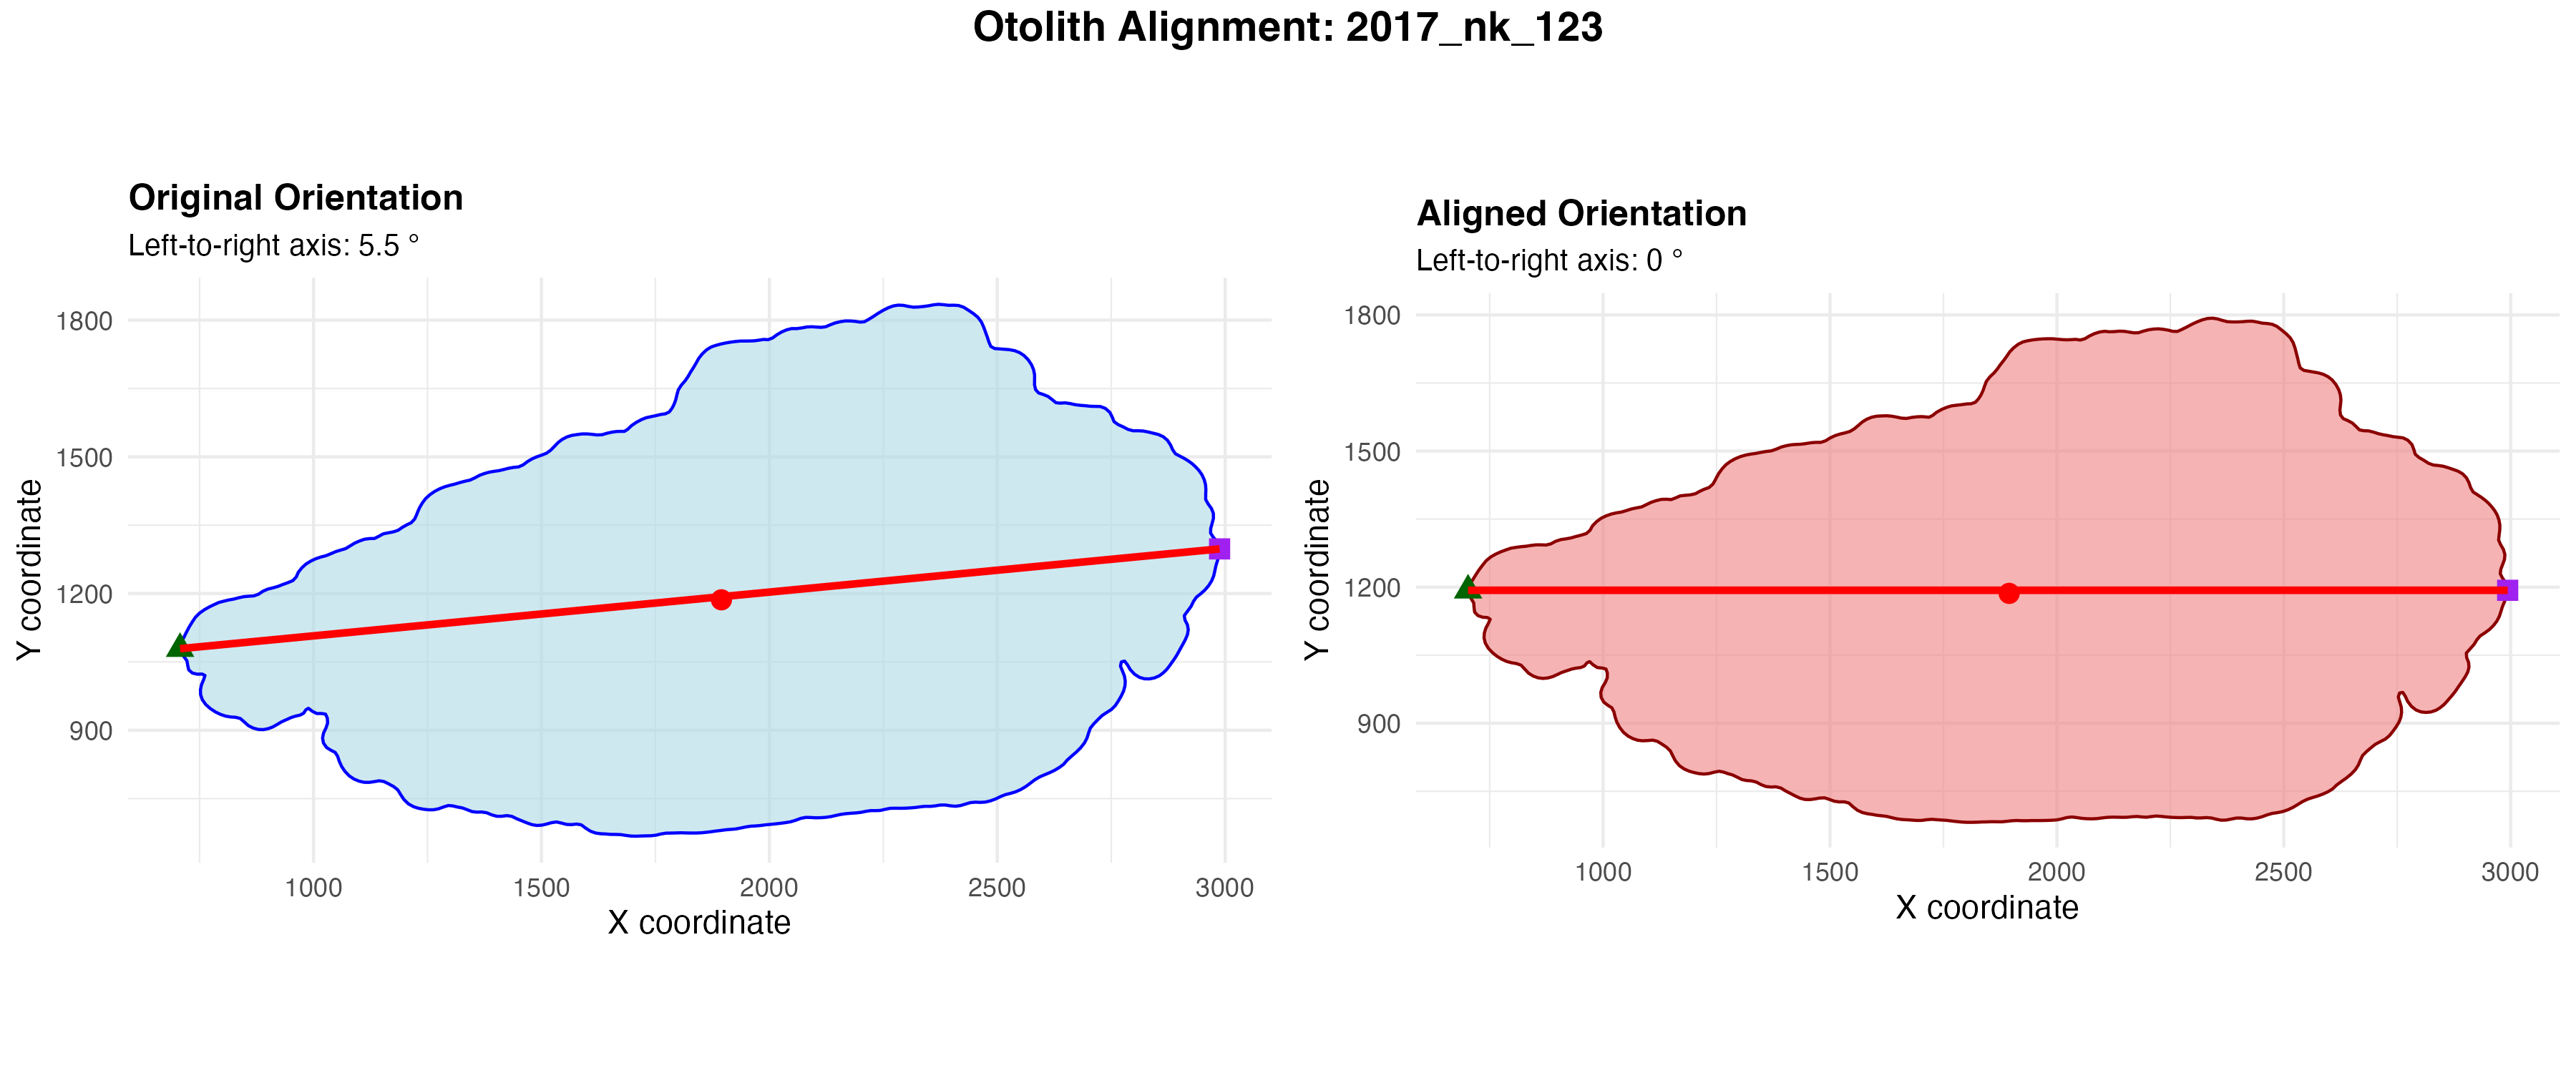 Otolith Alignment: 2017_nk_123
Original Orientation
Left-to-right axis: 5.5 °
Y coordinate
1800
1500
1200
900
1000 1500 2000 2500 3000
X coordinate
Aligned Orientation
Left-to-right axis: 0 °
Y coordinate
1800
1500
1200
900
1000 1500 2000 2500 3000
X coordinate